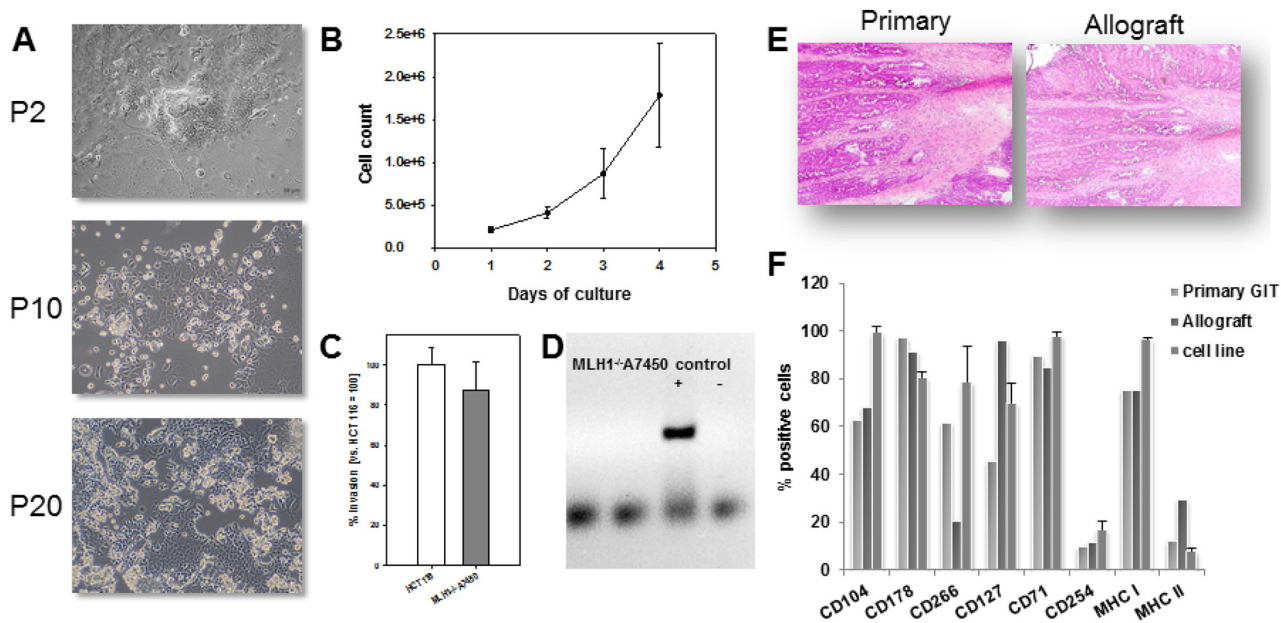 A
P2
P10
P20
B
Cell count
2.5e+6
2.0e+6
1.5e+6
1.0e+6
5.0e+5
0.0
0 1 2 3 4 5
Days of culture
C
% Invasion [vs. HCT 116 = 100]
100
80
60
40
20
0
HCT 116
MLH1-/-A7450
D
MLH1-/-A7450 control
+ -
E
Primary
Allograft
F
% positive cells
120
100
80
60
40
20
0
CD104 CD178 CD266 CD127 CD71 CD254 MHC I MHC II
Primary GIT
Allograft
cell line